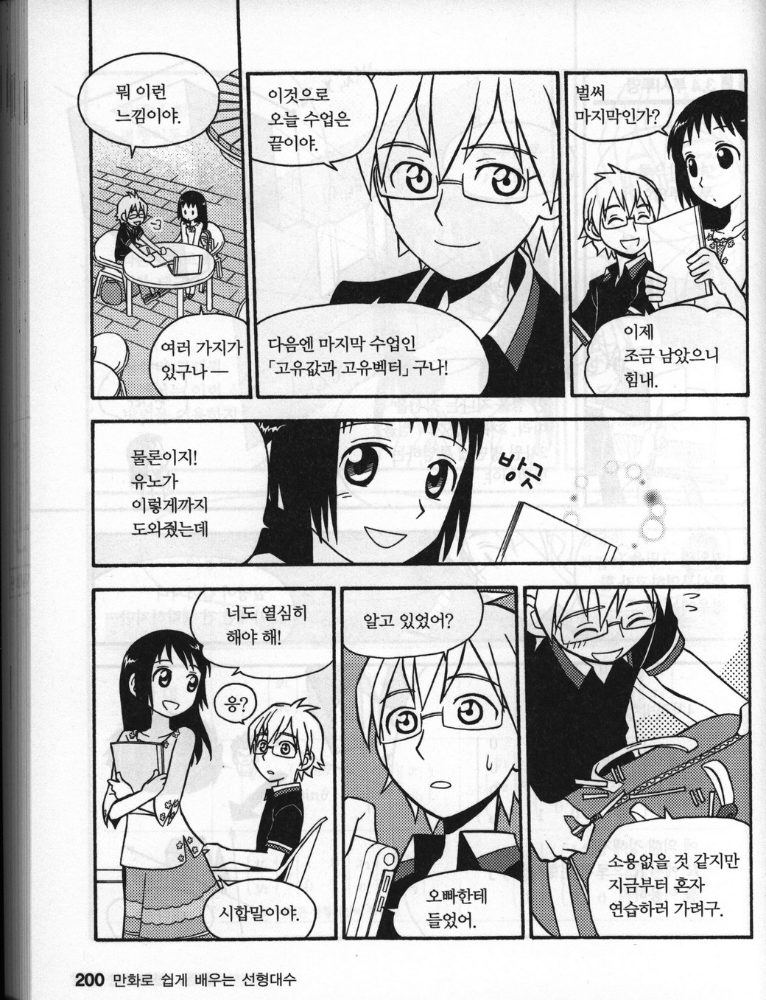 뭐 이런
느낌이야.
여러 가지가
있구나 ―
이것으로
오늘 수업은
끝이야.
다음엔 마지막 수업인
「고유값과 고유벡터」구나!
벌써
마지막인가?
이제
조금 남았으니
힘내.
물론이지!
유노가
이렇게까지
도와줬는데
방긋
너도 열심히
해야 해!
응?
시합말이야.
알고 있었어?
오빠한테
들었어.
소용없을 것 같지만
지금부터 혼자
연습하러 가려구.
200 만화로 쉽게 배우는 선형대수